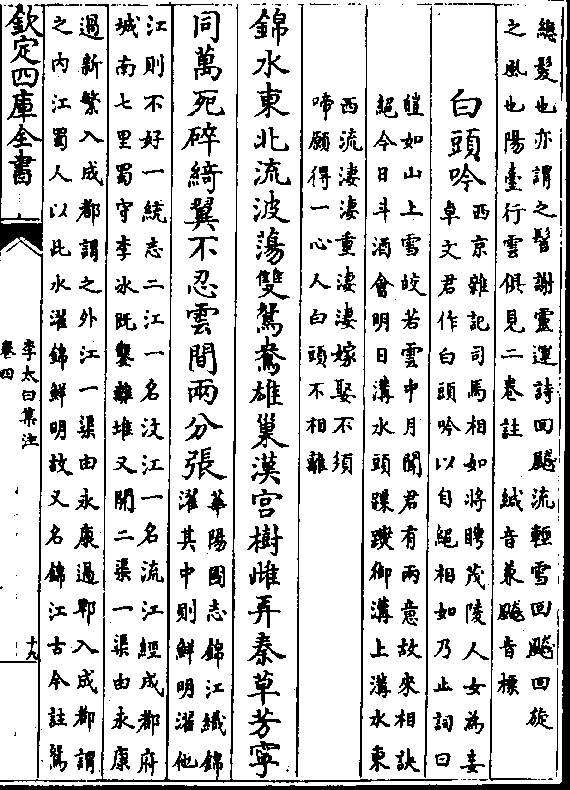 總髮也亦謂之髻謝靈運詩回飈流輕雪回飈回旋
之風也陽臺行雲俱見二卷註　緘音兼飈音標
白頭吟
西京雜記司馬相如將聘茂陵人女為妾
卓文君作白頭吟以自絕相如乃止詞曰
皚如山上雪皎若雲中月聞君有兩意故來相訣
絕今日斗酒會明日溝水頭蹀躞御溝上溝水東
西流淒淒重淒淒嫁娶不須
啼願得一心人白頭不相離
錦水東北流波蕩雙鴛鴦雄巢漢宮樹雌弄秦草芳寧
同萬死碎綺翼不忍雲間兩分張
華陽國志錦江織錦
濯其中則鮮明濯他
江則不好一統志二江一名汶江一名流江經成都府
城南七里蜀守李冰既鑿離堆又開二渠一渠由永康
過新繁入成都謂之外江一渠由永康過郫入成都謂
之內江蜀人以此水濯錦鮮明故又名錦江古今註鴛
欽定四庫全書
李太白集注
卷四
十九